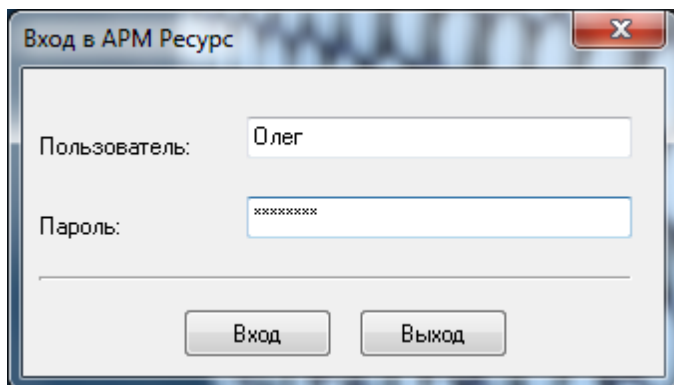 Вход в АРМ Ресурс
Пользователь:
Олег
Пароль:
********
Вход
Выход